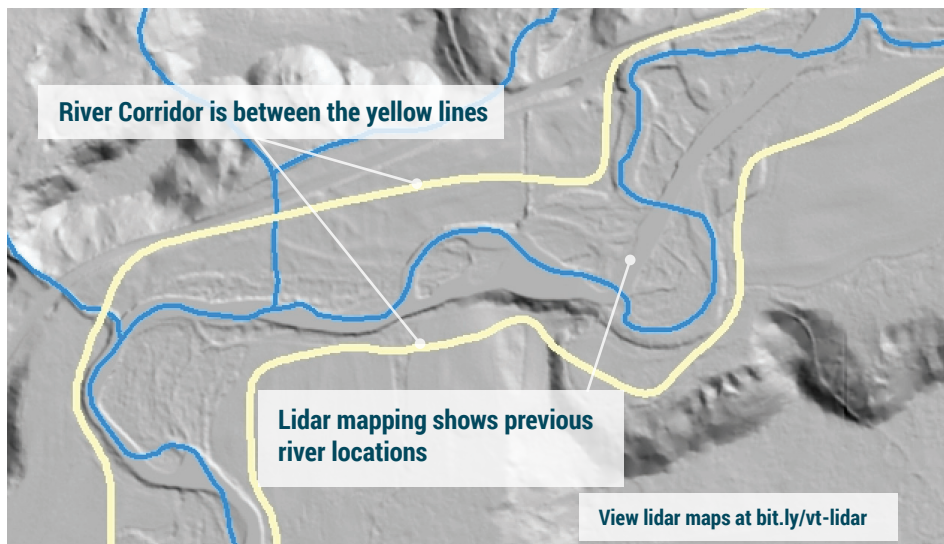 River Corridor is between the yellow lines
Lidar mapping shows previous
river locations
View lidar maps at bit.ly/vt-lidar